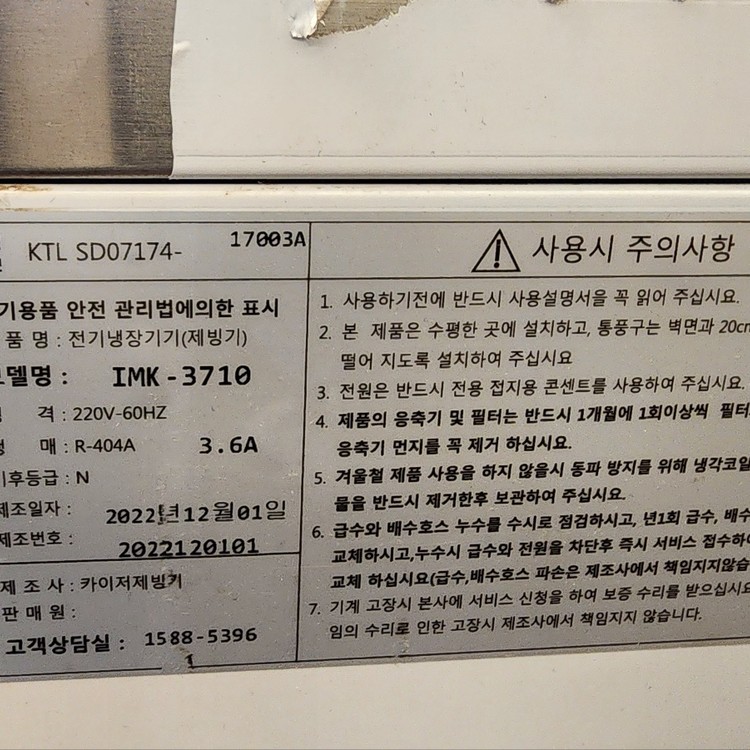 KTL SD07174- 17003A
기용품 안전 관리법에의한 표시
품 명 : 전기냉장기기(제빙기)
모델명 : IMK-3710
격 : 220V-60HZ
매 : R-404A 3.6A
기후등급 : N
제조일자 : 2022년12월01일
제조번호 : 2022120101
제 조 사 : 카이저제빙기
판 매 원 :
고객상담실 : 1588-5396
사용시 주의사항
1. 사용하기전에 반드시 사용설명서을 꼭 읽어 주십시요.
2. 본 제품은 수평한 곳에 설치하고, 통풍구는 벽면과 20cm
떨어 지도록 설치하여 주십시요
3. 전원은 반드시 전용 접지용 콘센트를 사용하여 주십시요.
4. 제품의 응축기 및 필터는 반드시 1개월에 1회이상씩 필터
응축기 먼지를 꼭 제거 하십시요.
5. 겨울철 제품 사용을 하지 않을시 동파 방지를 위해 냉각코일
물을 반드시 제거한후 보관하여 주십시요.
6. 급수와 배수호스 누수를 수시로 점검하시고, 년1회 급수, 배수
교체하시고,누수시 급수와 전원을 차단후 즉시 서비스 접수하
교체 하십시요(급수,배수호스 파손은 제조사에서 책임지지않습
7. 기계 고장시 본사에 서비스 신청을 하여 보증 수리를 받으십시요
임의 수리로 인한 고장시 제조사에서 책임지지 않습니다.